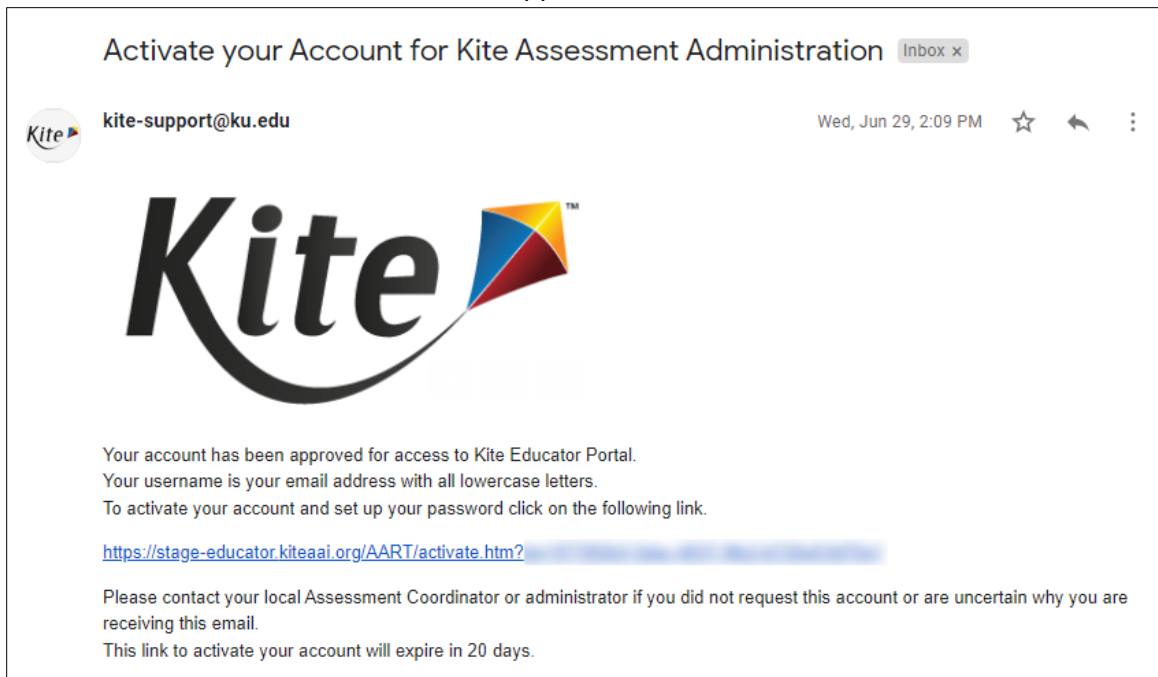 Activate your Account for Kite Assessment Administration Inbox x
Kite kite-support@ku.edu Wed, Jun 29, 2:09 PM
Kite TM
Your account has been approved for access to Kite Educator Portal.
Your username is your email address with all lowercase letters.
To activate your account and set up your password click on the following link.
https://stage-educator.kiteaai.org/AART/activate.htm?
Please contact your local Assessment Coordinator or administrator if you did not request this account or are uncertain why you are
receiving this email.
This link to activate your account will expire in 20 days.